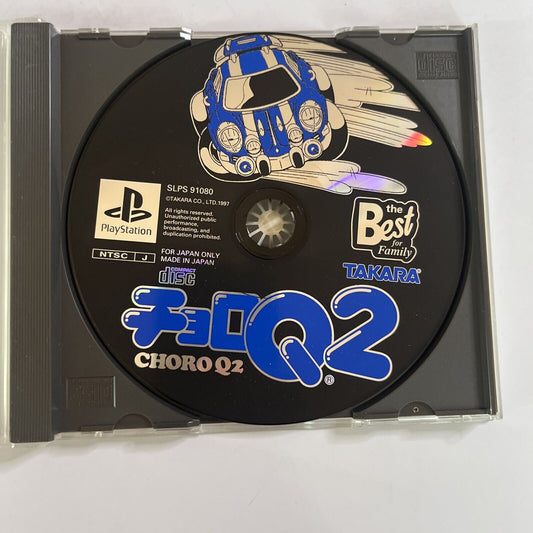 SLPS 91080
©TAKARA CO., LTD.1997
All rights reserved.
Unauthorized public
performance,
broadcasting, and
duplication prohibited.
PlayStation
NTSC J
FOR JAPAN ONLY
MADE IN JAPAN
the
Best
for
Family
TAKARA
COMPACT
disc
チョロQ2
CHORO Q2
®
disc